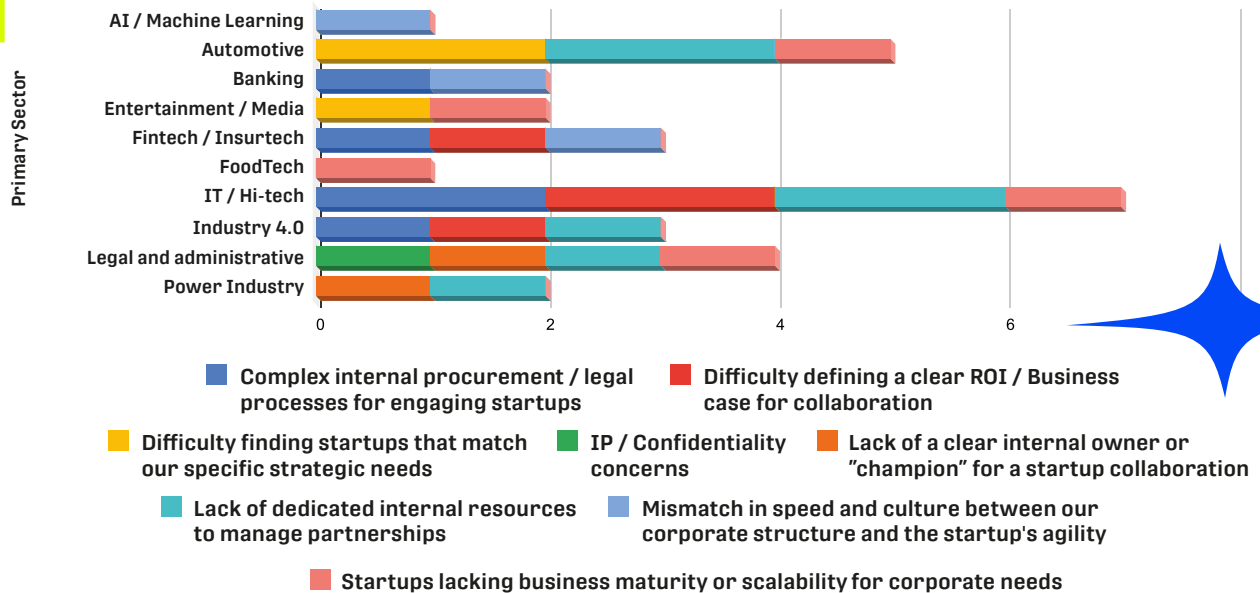 Primary Sector
AI / Machine Learning
Automotive
Banking
Entertainment / Media
Fintech / Insurtech
FoodTech
IT / Hi-tech
Industry 4.0
Legal and administrative
Power Industry
0 2 4 6
Complex internal procurement / legal
processes for engaging startups
Difficulty defining a clear ROI / Business
case for collaboration
Difficulty finding startups that match
our specific strategic needs
IP / Confidentiality
concerns
Lack of a clear internal owner or
"champion" for a startup collaboration
Lack of dedicated internal resources
to manage partnerships
Mismatch in speed and culture between our
corporate structure and the startup's agility
Startups lacking business maturity or scalability for corporate needs